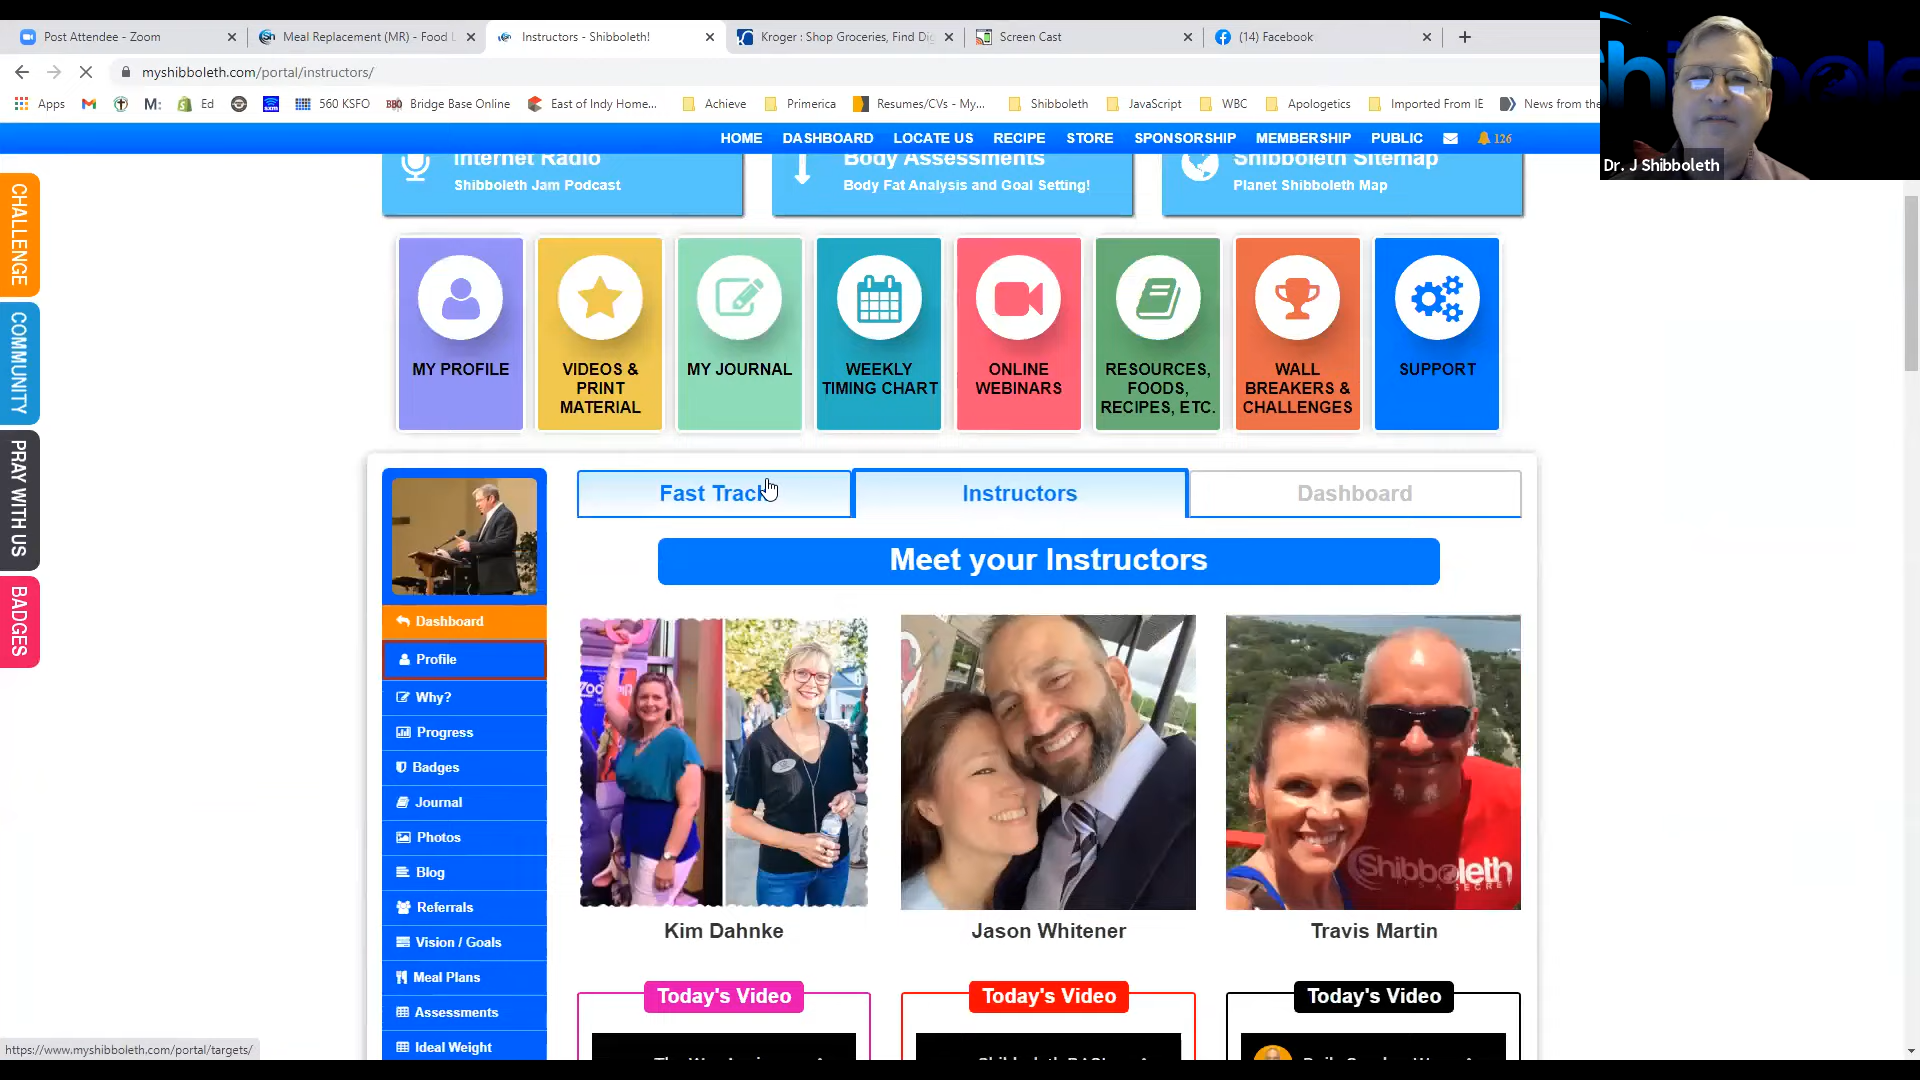 Post Attendee - Zoom
Meal Replacement (MR) - Food L
Instructors - Shibboleth!
Kroger : Shop Groceries, Find Dig
Screen Cast
(14) Facebook
myshibboleth.com/portal/instructors/
Apps
M:
Ed
560 KSFO
BBO Bridge Base Online
East of Indy Home...
Achieve
Primerica
Resumes/CVs - My...
Shibboleth
JavaScript
WBC
Apologetics
Imported From IE
News from the
Dr. J Shibboleth
HOME
DASHBOARD
LOCATE US
RECIPE
STORE
SPONSORSHIP
MEMBERSHIP
PUBLIC
126
Internet Radio
Shibboleth Jam Podcast
Body Assessments
Body Fat Analysis and Goal Setting!
Shibboleth Sitemap
Planet Shibboleth Map
CHALLENGE
COMMUNITY
PRAY WITH US
BADGES
MY PROFILE
VIDEOS &
PRINT
MATERIAL
MY JOURNAL
WEEKLY
TIMING CHART
ONLINE
WEBINARS
RESOURCES,
FOODS,
RECIPES, ETC.
WALL
BREAKERS &
CHALLENGES
SUPPORT
Fast Track
Instructors
Dashboard
Meet your Instructors
Dashboard
Profile
Why?
Progress
Badges
Journal
Photos
Blog
Referrals
Vision / Goals
Meal Plans
Assessments
Ideal Weight
Shibboleth
Kim Dahnke
Jason Whitener
Travis Martin
Today's Video
Today's Video
Today's Video
https://www.myshibboleth.com/portal/targets/